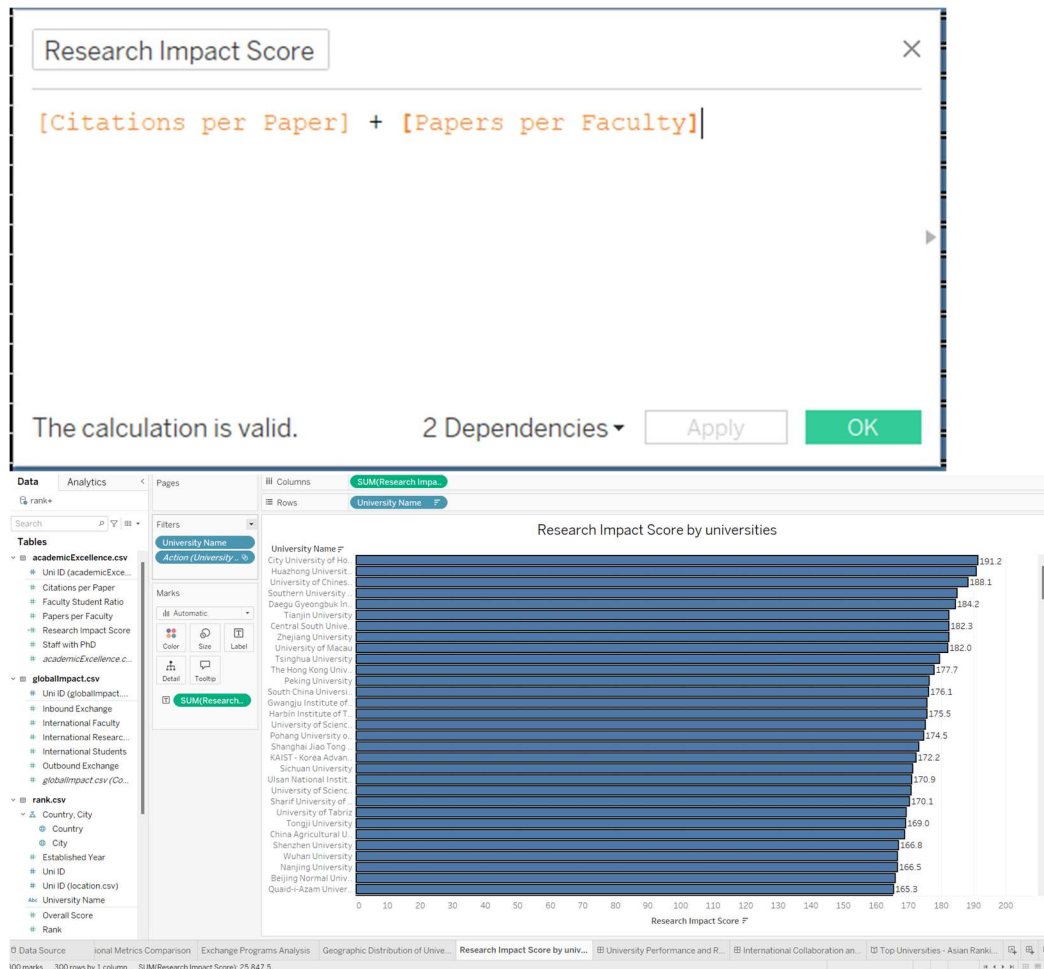 Research Impact Score
[Citations per Paper] + [Papers per Faculty]
The calculation is valid.
2 Dependencies
Apply
OK
Data
Analytics
rank+
Search
Tables
academicExcellence.csv
Uni ID (academicExce...
Citations per Paper
Faculty Student Ratio
Papers per Faculty
Research Impact Score
Staff with PhD
academicExcellence.c...
globalImpact.csv
Uni ID (globalImpact....
Inbound Exchange
International Faculty
International Researc...
International Students
Outbound Exchange
globalImpact.csv (Co...
rank.csv
Country, City
Country
City
Established Year
Uni ID
Uni ID (location.csv)
Abc University Name
Overall Score
Rank
Pages
Filters
University Name
Action (University ..
Marks
Automatic
Color
Size
Label
Detail
Tooltip
SUM(Research..
Columns
SUM(Research Impa..
Rows
University Name
Research Impact Score by universities
University Name
City University of Ho.. 191.2
Huazhong Universit..
University of Chines.. 188.1
Southern University ..
Daegu Gyeongbuk In.. 184.2
Tianjin University
Central South Unive.. 182.3
Zhejiang University
University of Macau 182.0
Tsinghua University
The Hong Kong Univ.. 177.7
Peking University
South China Universi.. 176.1
Gwangju Institute of..
Harbin Institute of T.. 175.5
University of Scienc..
Pohang University o.. 174.5
Shanghai Jiao Tong ..
KAIST - Korea Advan.. 172.2
Sichuan University
Ulsan National Instit.. 170.9
University of Scienc..
Sharif University of .. 170.1
University of Tabriz
Tongji University 169.0
China Agricultural U..
Shenzhen University 166.8
Wuhan University
Nanjing University 166.5
Beijing Normal Univ..
Quaid-i-Azam Univer.. 165.3
0 10 20 30 40 50 60 70 80 90 100 110 120 130 140 150 160 170 180 190 200
Research Impact Score
Data Source
ional Metrics Comparison
Exchange Programs Analysis
Geographic Distribution of Unive...
Research Impact Score by univ...
University Performance and R...
International Collaboration an...
Top Universities - Asian Ranki...
00 marks
300 rows by 1 column
SUM(Research Impact Score): 25,847.5